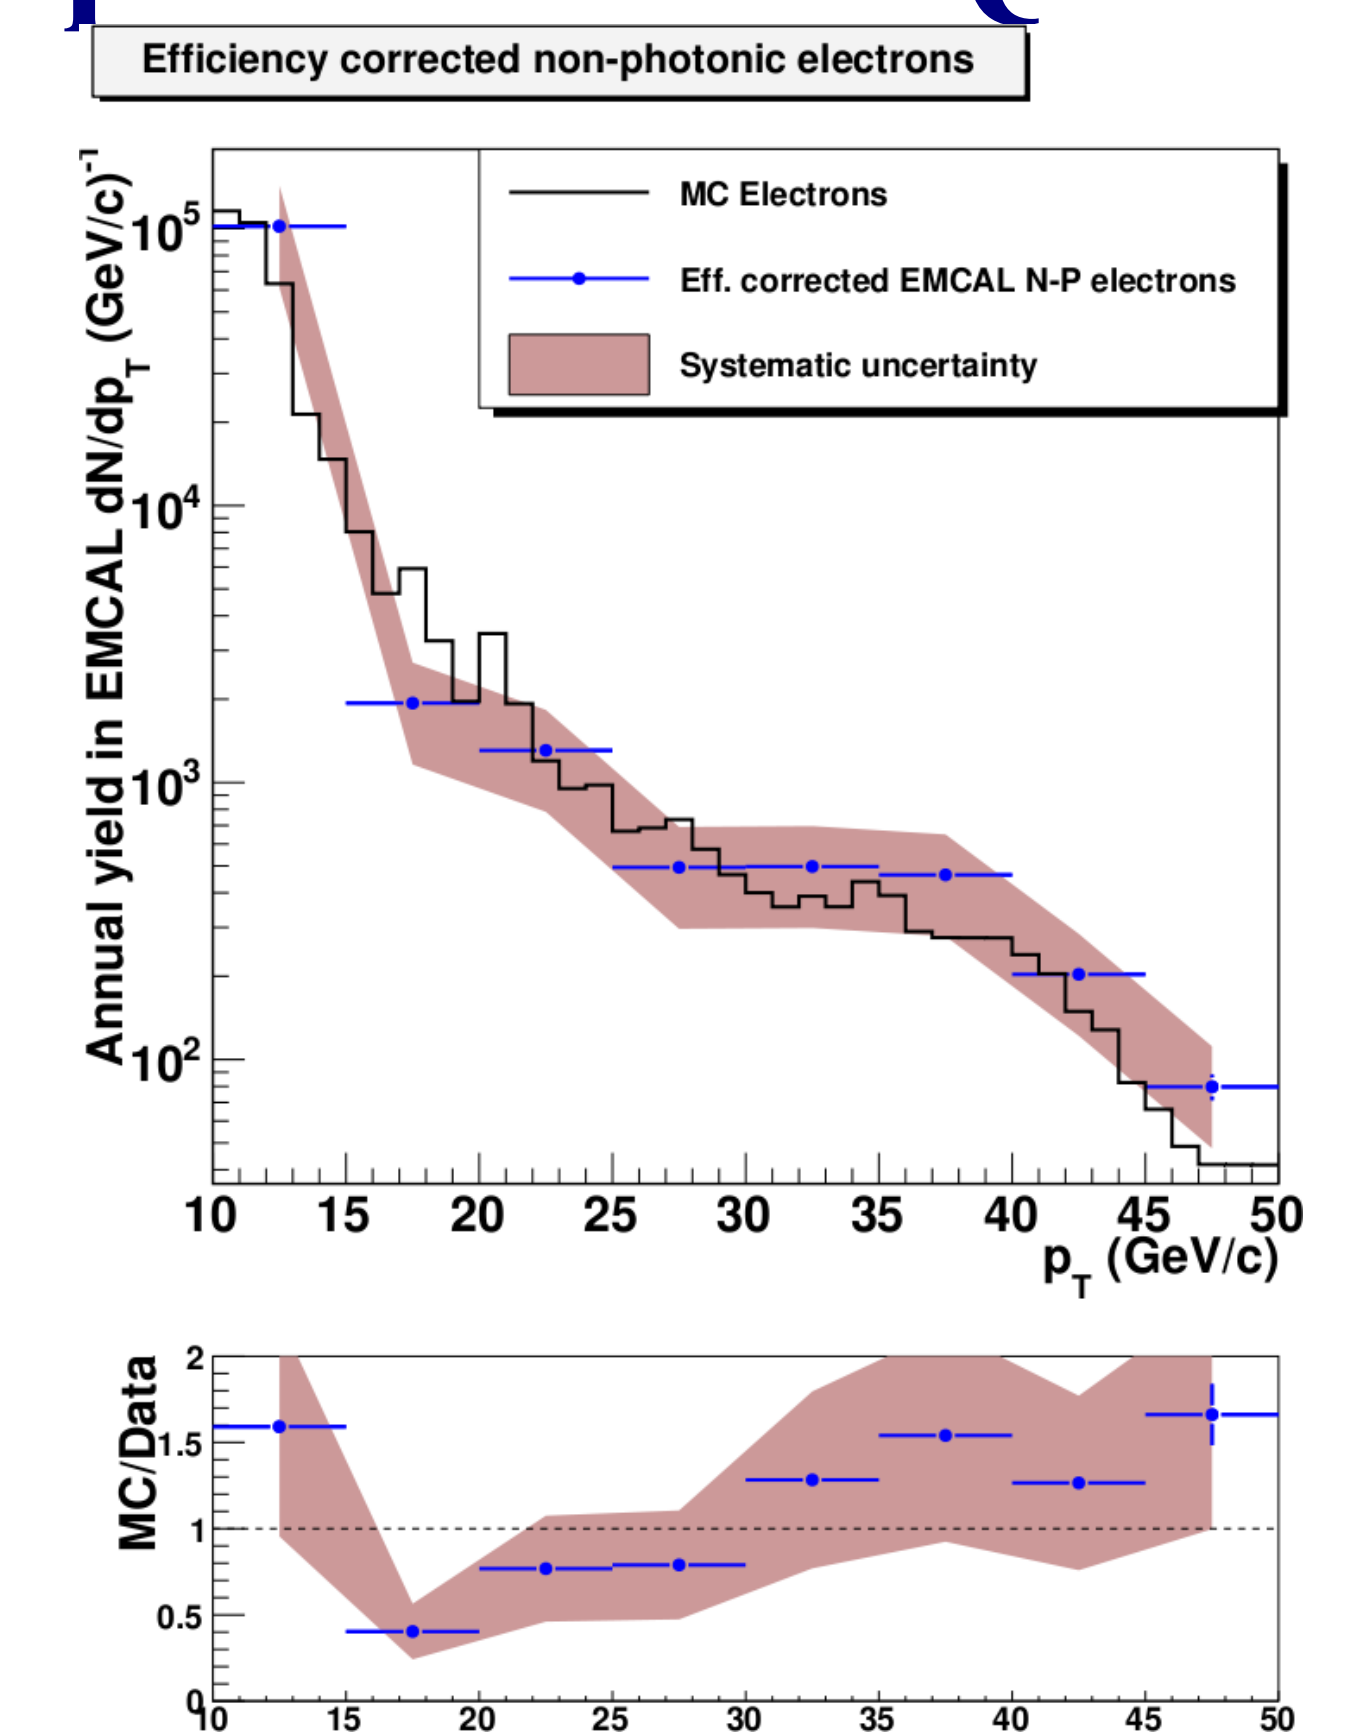 Efficiency corrected non-photonic electrons
Annual yield in EMCAL dN/dp_T (GeV/c)^-1
MC Electrons
Eff. corrected EMCAL N-P electrons
Systematic uncertainty
10^5
10^4
10^3
10^2
10 15 20 25 30 35 40 45 50
p_T (GeV/c)
MC/Data
2
1.5
1
0.5
0
10 15 20 25 30 35 40 45 50